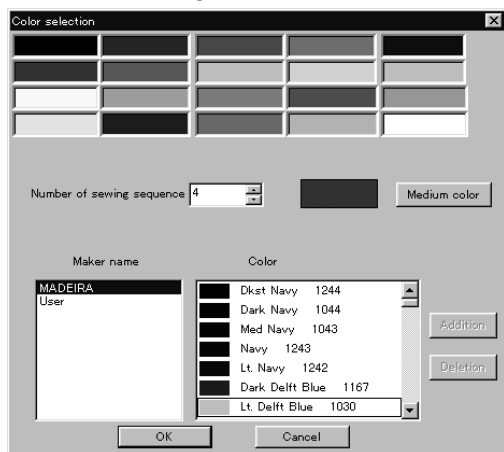 Color selection
Number of sewing sequence 4 Medium color
Maker name Color
MADEIRA
User
Dkst Navy 1244
Dark Navy 1044
Med Navy 1043
Navy 1243
Lt. Navy 1242
Dark Delft Blue 1167
Lt. Delft Blue 1030
Addition
Deletion
OK Cancel